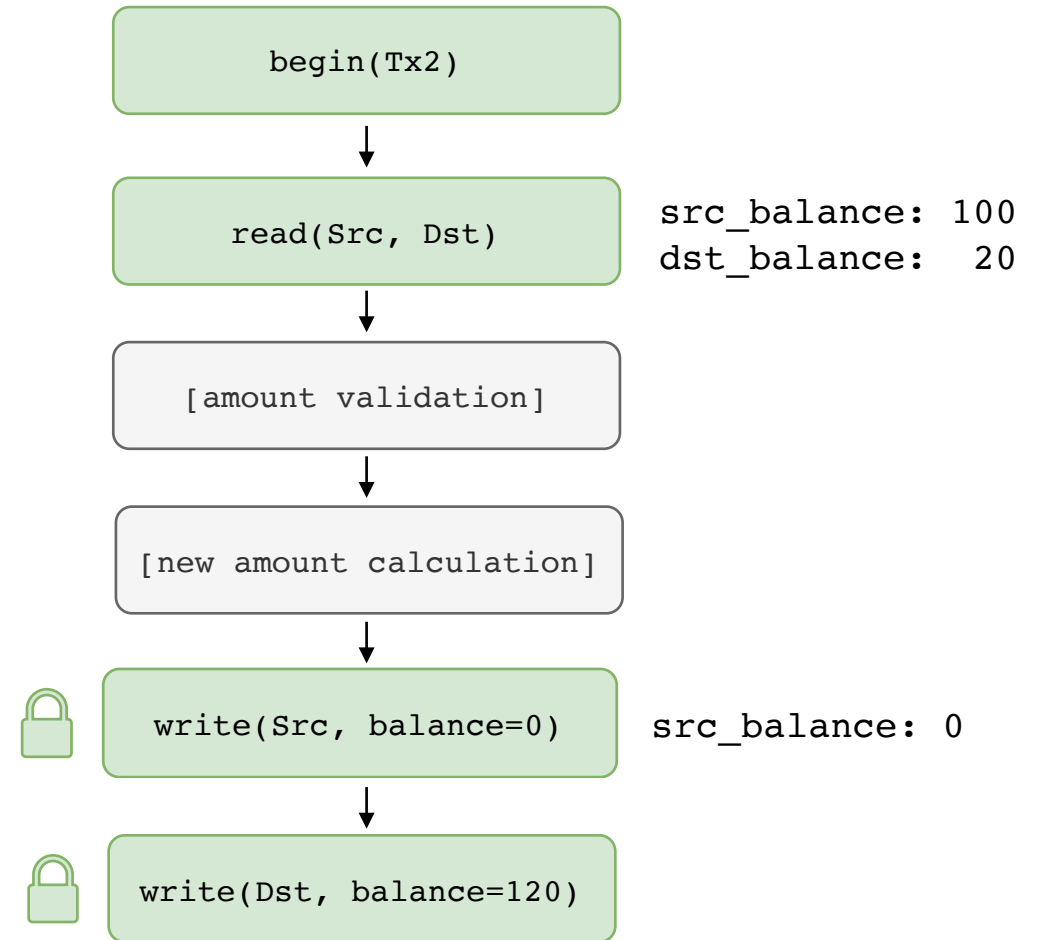 begin(Tx2)
read(Src, Dst)
src_balance: 100
dst_balance:  20
[amount validation]
[new amount calculation]
write(Src, balance=0)
src_balance: 0
write(Dst, balance=120)